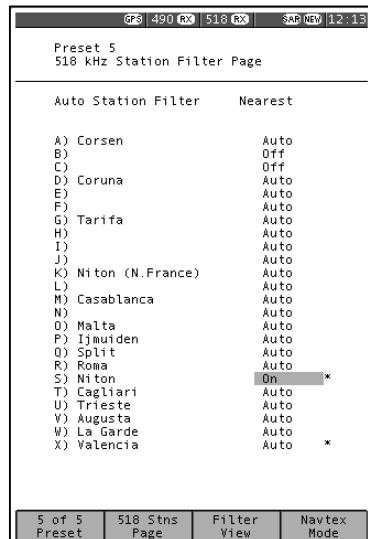 GPS 490 RX 518 RX SAR NEW 12:13
Preset 5
518 kHz Station Filter Page
Auto Station Filter Nearest
A) Corsen Auto
B) Off
C) Off
D) Coruna Auto
E) Auto
F) Auto
G) Tarifa Auto
H) Auto
I) Auto
J) Auto
K) Niton (N.France) Auto
L) Auto
M) Casablanca Auto
N) Auto
O) Malta Auto
P) Ijmuiden Auto
Q) Split Auto
R) Roma Auto
S) Niton On *
T) Cagliari Auto
U) Trieste Auto
V) Augusta Auto
W) La Garde Auto
X) Valencia Auto *
5 of 5 Preset
518 Stns Page
Filter View
Navtex Mode